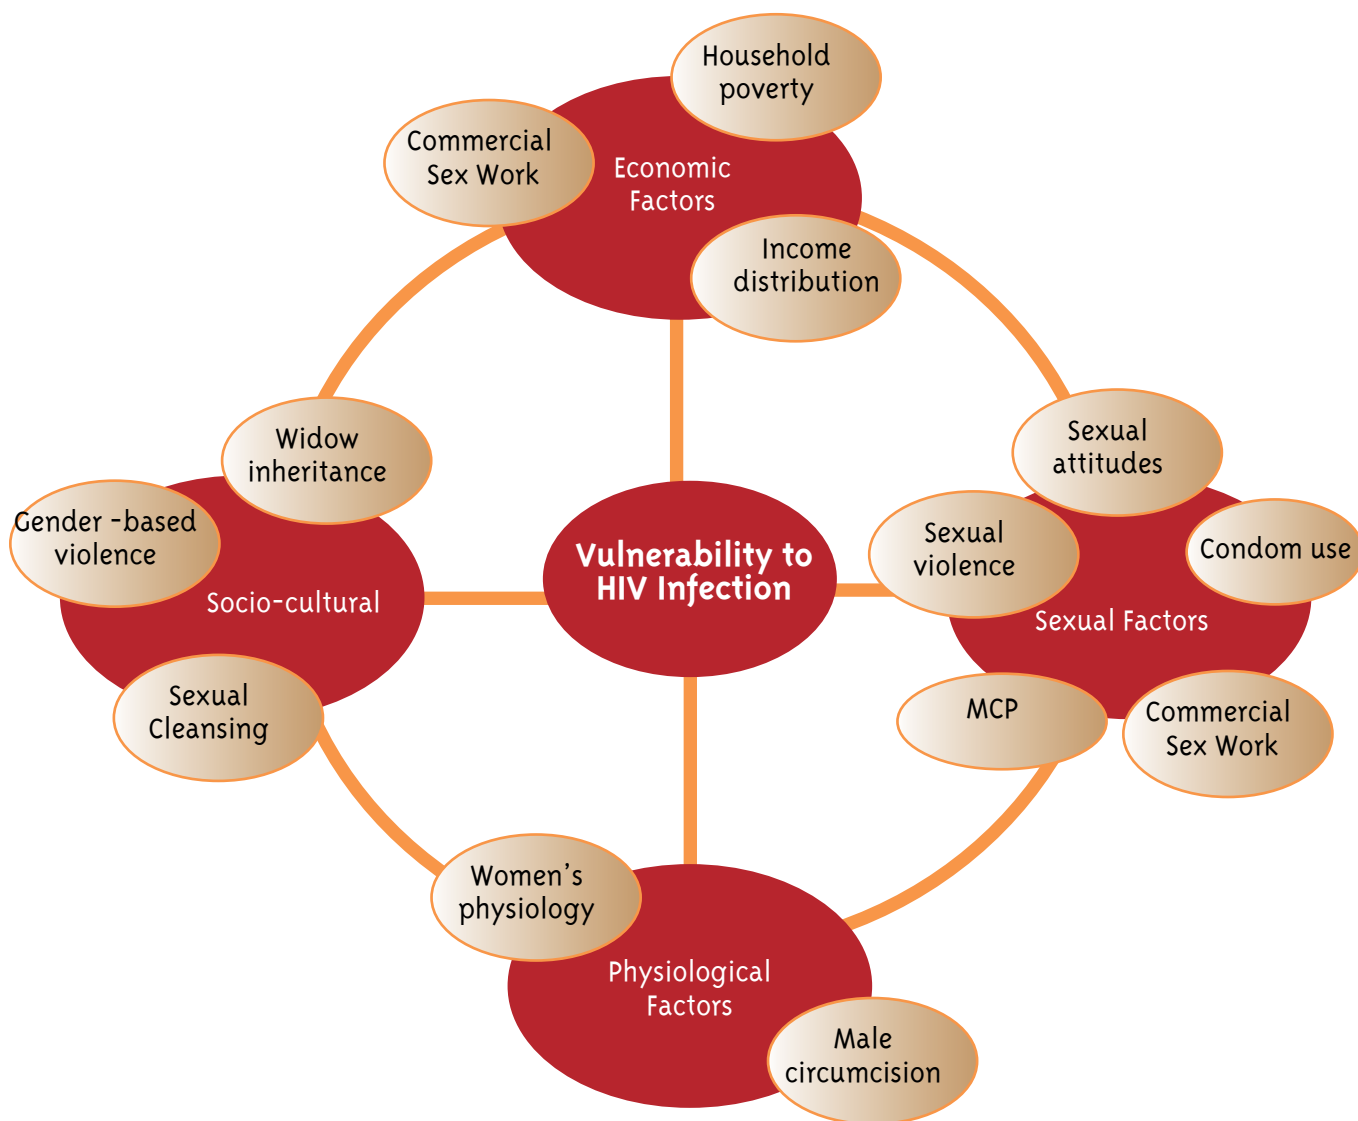 Household
poverty
Commercial
Sex Work
Economic
Factors
Income
distribution
Widow
inheritance
Gender -based
violence
Socio-cultural
Sexual
Cleansing
Vulnerability to
HIV Infection
Sexual
attitudes
Sexual
violence
Condom use
Sexual Factors
MCP
Commercial
Sex Work
Women's
physiology
Physiological
Factors
Male
circumcision